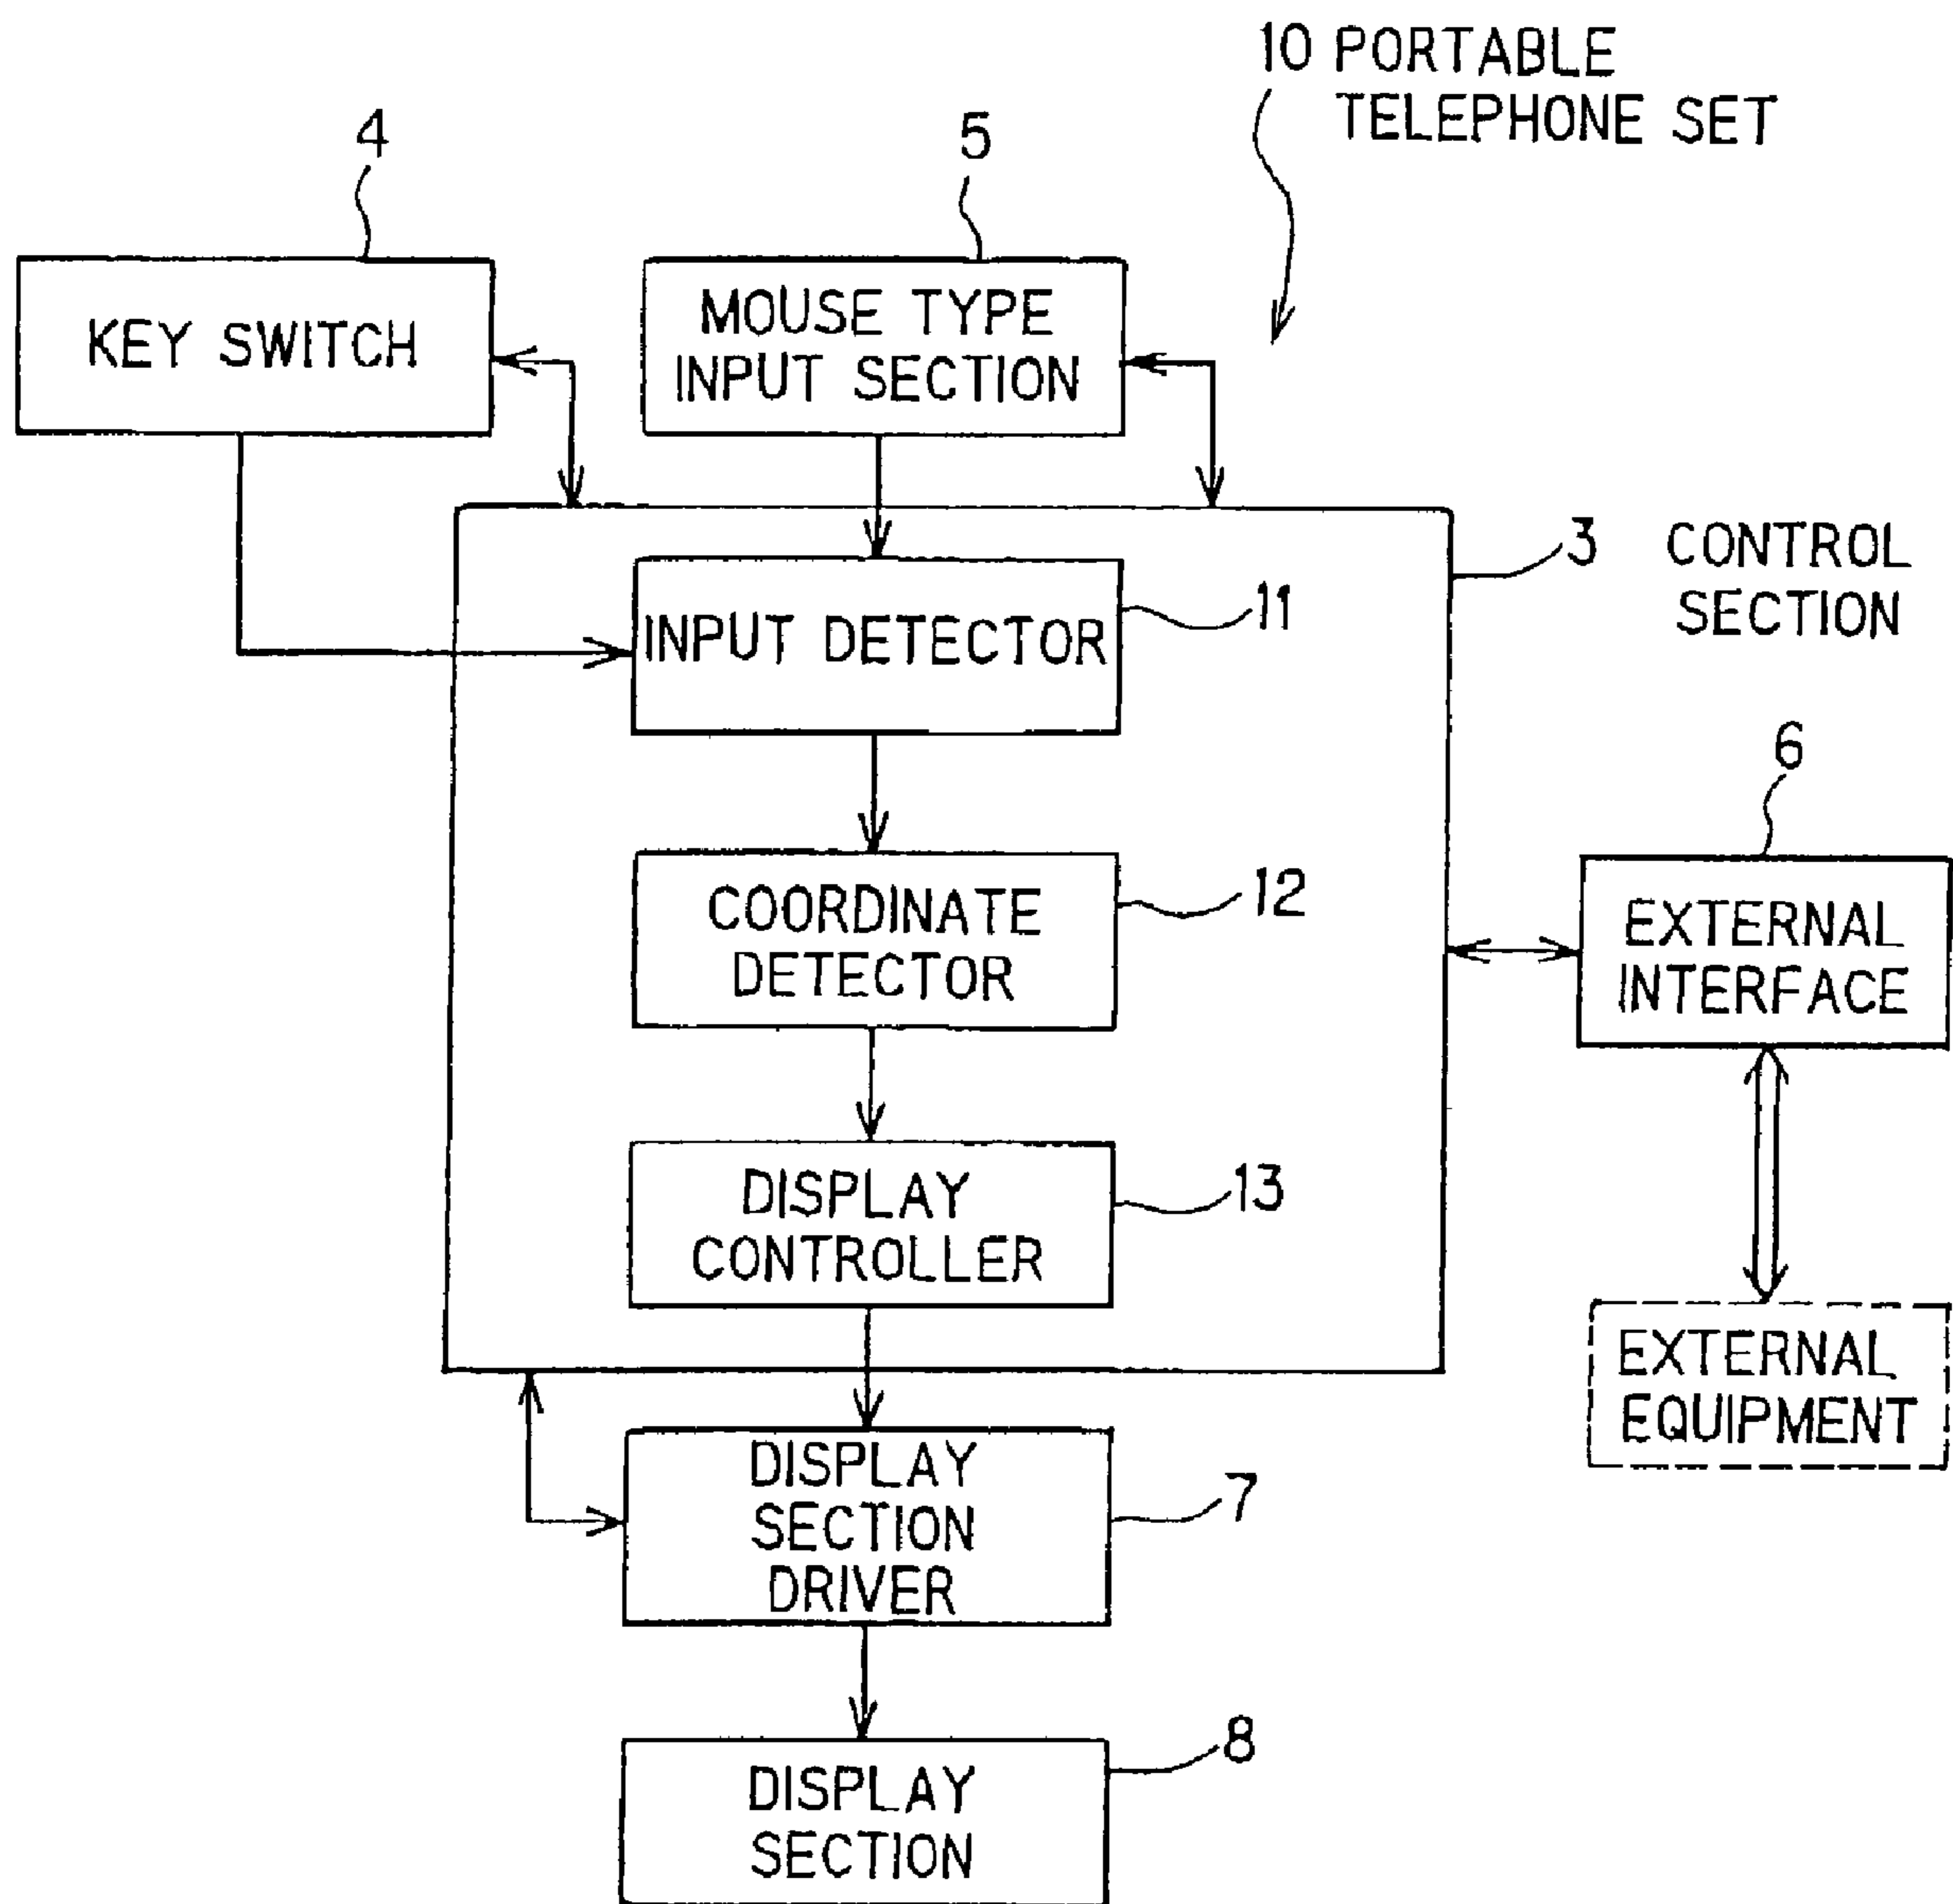 10 PORTABLE
TELEPHONE SET
4
5
KEY SWITCH
MOUSE TYPE
INPUT SECTION
3 CONTROL
SECTION
INPUT DETECTOR
11
6
COORDINATE
DETECTOR
12
EXTERNAL
INTERFACE
DISPLAY
CONTROLLER
13
EXTERNAL
EQUIPMENT
DISPLAY
SECTION
DRIVER
7
DISPLAY
SECTION
8